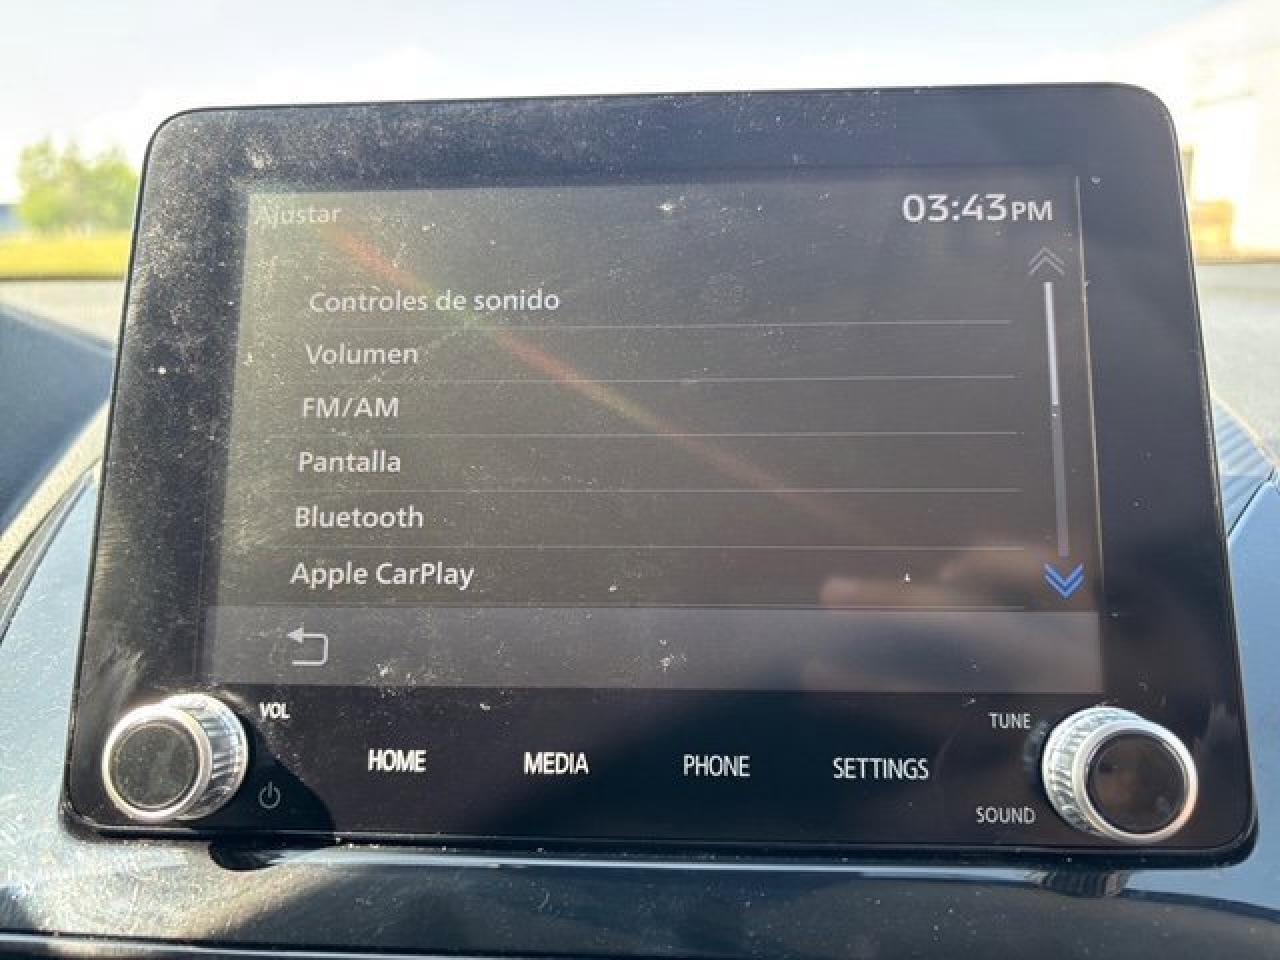 Ajustar
03:43PM
Controles de sonido
Volumen
FM/AM
Pantalla
Bluetooth
Apple CarPlay
VOL
TUNE
HOME
MEDIA
PHONE
SETTINGS
SOUND